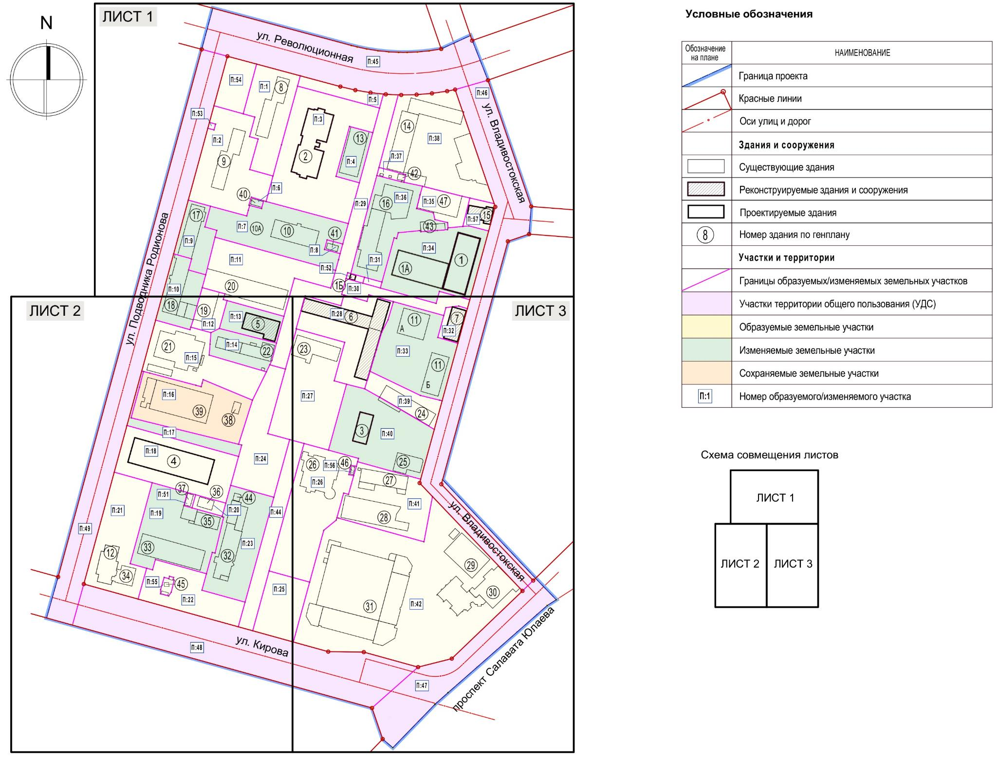 N
ЛИСТ 1
ул. Революционная
П:45
П:54
П:1
8
П:5
П:46
ул. Владивостокская
П:53
П:2
П:3
14
13
П:38
9
2
П:4
П:37
42
П:6
40
П:36
П:35
47
16
П:29
17
15
П:57
П:7
10А
10
41
43
П:9
П:8
П:34
П:11
П:31
1
1А
П:52
20
1Б
П:30
П:10
ул. Подводника Родионова
ЛИСТ 2
ЛИСТ 3
18
19
П:12
П:13
5
П:28
6
11
А
7
П:32
П:14
22
21
П:15
23
П:33
11
Б
П:16
39
38
П:27
П:39
24
П:17
3
П:40
П:18
4
П:24
26
46
П:56
25
П:26
27
37
П:51
36
44
П:21
П:19
П:20
П:44
П:41
28
35
П:49
33
32
П:23
12
34
П:55
45
П:22
П:25
ул. Владивостокская
29
30
31
П:42
ул. Кирова
П:48
П:47
проспект Салавата Юлаева
Условные обозначения
Обозначение
на плане
НАИМЕНОВАНИЕ
Граница проекта
Красные линии
Оси улиц и дорог
Здания и сооружения
Существующие здания
Реконструируемые здания и сооружения
Проектируемые здания
8
Номер здания по генплану
Участки и территории
Границы образуемых/изменяемых земельных участков
Участки территории общего пользования (УДС)
Образуемые земельные участки
Изменяемые земельные участки
Сохраняемые земельные участки
П:1
Номер образуемого/изменяемого участка
Схема совмещения листов
ЛИСТ 1
ЛИСТ 2
ЛИСТ 3